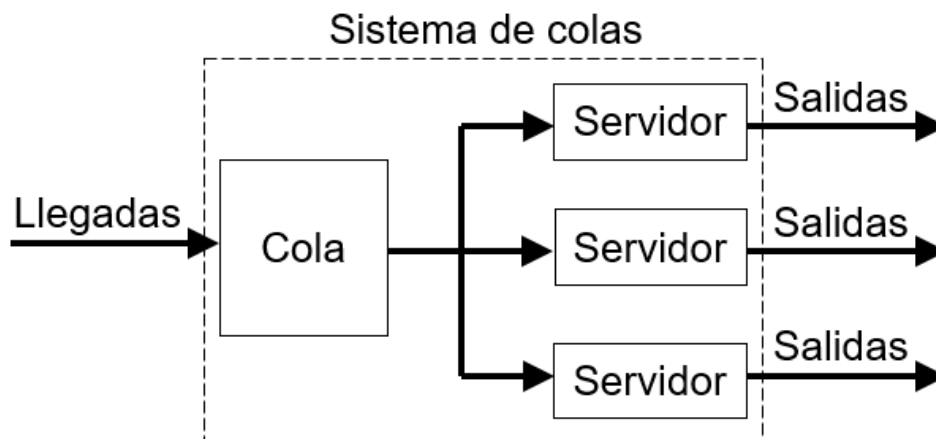 Sistema de colas
Llegadas
Cola
Servidor
Salidas
Servidor
Salidas
Servidor
Salidas